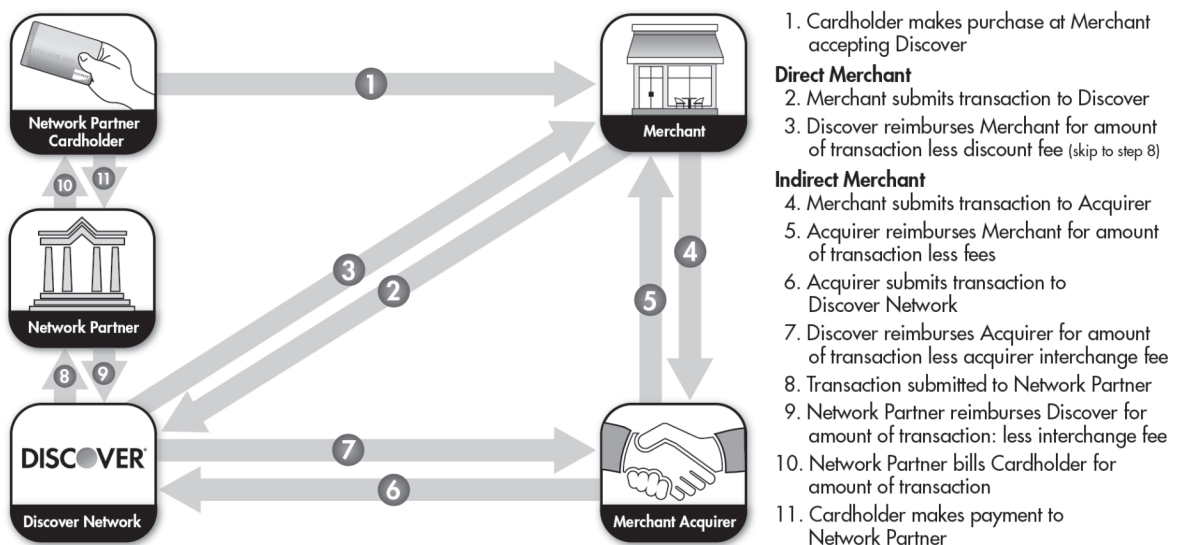 Network Partner
Cardholder
1
Merchant
10
11
3
2
4
5
Network Partner
8
9
DISCOVER
Discover Network
7
6
Merchant Acquirer
1. Cardholder makes purchase at Merchant
accepting Discover
Direct Merchant
2. Merchant submits transaction to Discover
3. Discover reimburses Merchant for amount
of transaction less discount fee (skip to step 8)
Indirect Merchant
4. Merchant submits transaction to Acquirer
5. Acquirer reimburses Merchant for amount
of transaction less fees
6. Acquirer submits transaction to
Discover Network
7. Discover reimburses Acquirer for amount
of transaction less acquirer interchange fee
8. Transaction submitted to Network Partner
9. Network Partner reimburses Discover for
amount of transaction: less interchange fee
10. Network Partner bills Cardholder for
amount of transaction
11. Cardholder makes payment to
Network Partner